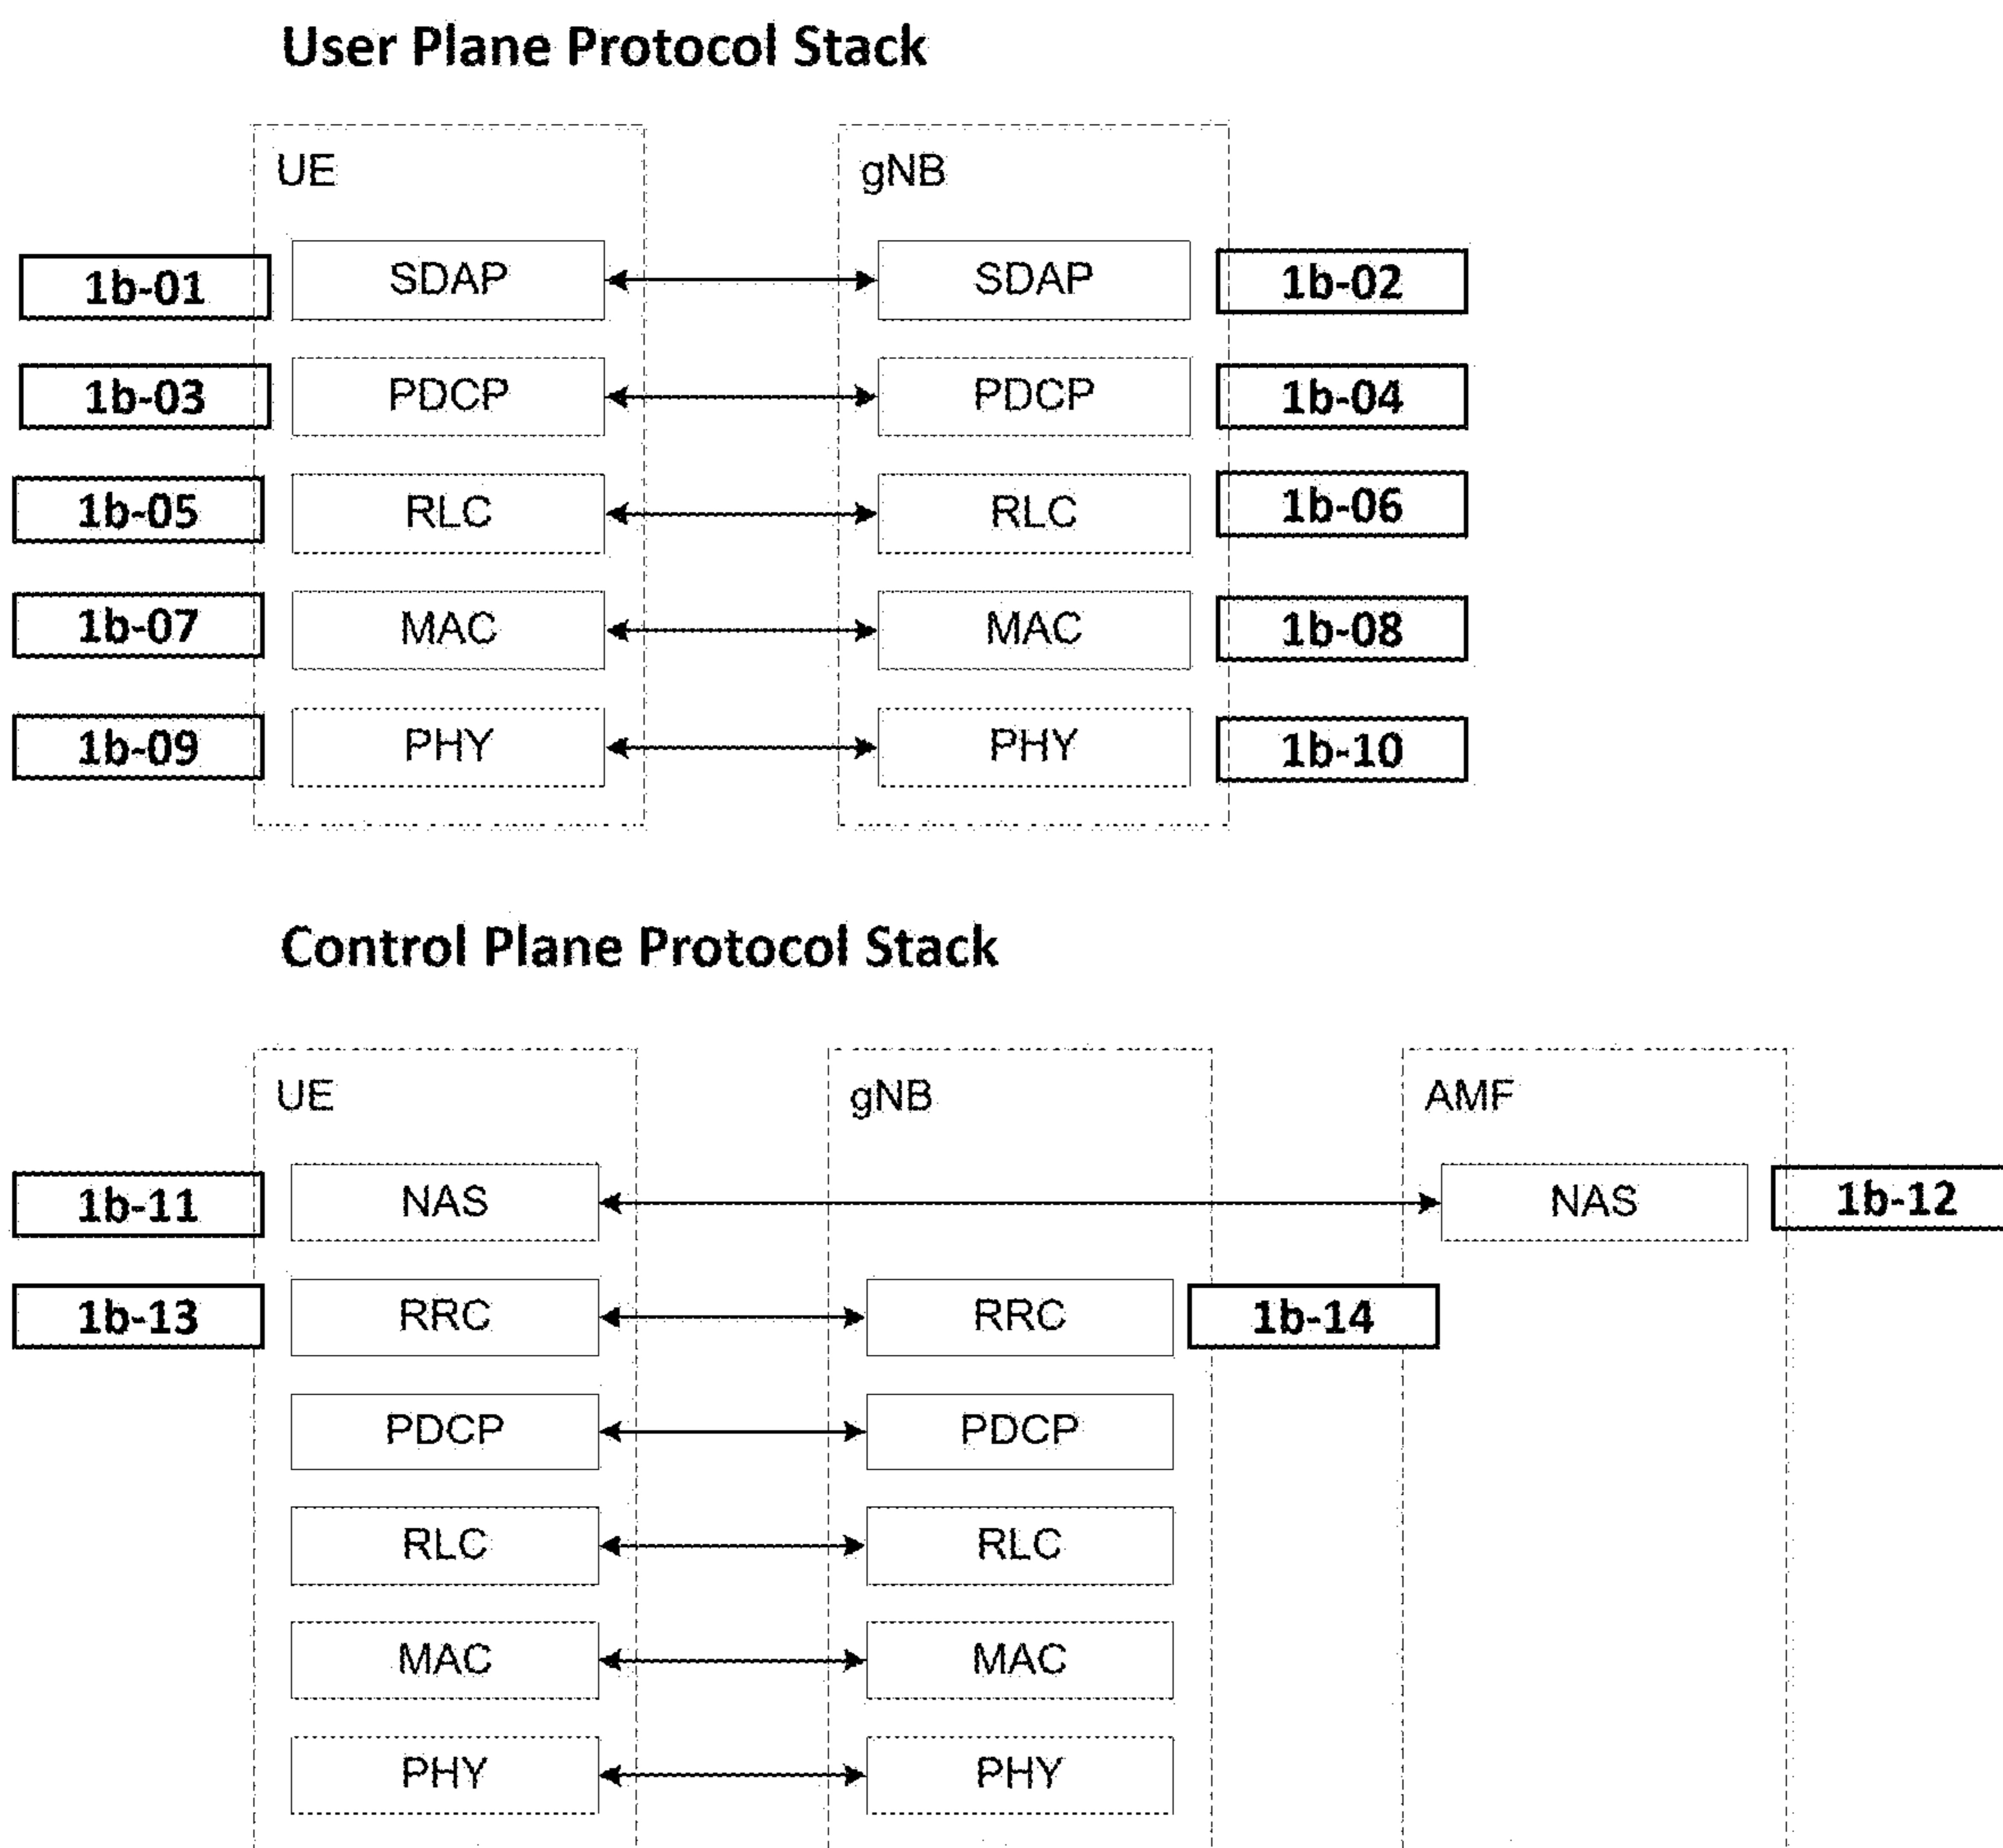 User Plane Protocol Stack
UE gNB
1b-01 SDAP SDAP 1b-02
1b-03 PDCP PDCP 1b-04
1b-05 RLC RLC 1b-06
1b-07 MAC MAC 1b-08
1b-09 PHY PHY 1b-10
Control Plane Protocol Stack
UE gNB AMF
1b-11 NAS NAS 1b-12
1b-13 RRC RRC 1b-14
PDCP PDCP
RLC RLC
MAC MAC
PHY PHY